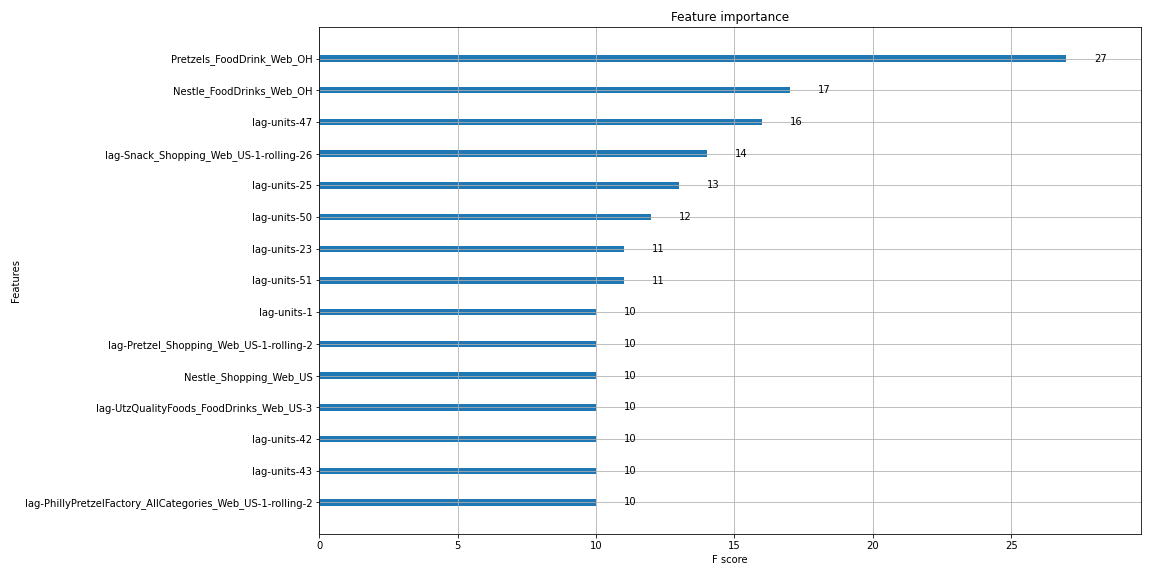 Feature importance
Features
Pretzels_FoodDrink_Web_OH 27
Nestle_FoodDrinks_Web_OH 17
lag-units-47 16
lag-Snack_Shopping_Web_US-1-rolling-26 14
lag-units-25 13
lag-units-50 12
lag-units-23 11
lag-units-51 11
lag-units-1 10
lag-Pretzel_Shopping_Web_US-1-rolling-2 10
Nestle_Shopping_Web_US 10
lag-UtzQualityFoods_FoodDrinks_Web_US-3 10
lag-units-42 10
lag-units-43 10
lag-PhillyPretzelFactory_AllCategories_Web_US-1-rolling-2 10
0 5 10 15 20 25
F score